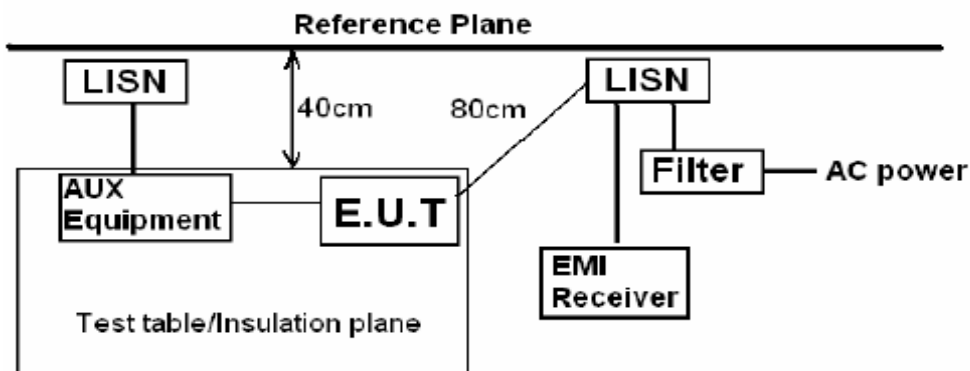 Reference Plane
LISN
40cm
80cm
LISN
Filter
AC power
AUX
Equipment
E.U.T
EMI
Receiver
Test table/Insulation plane